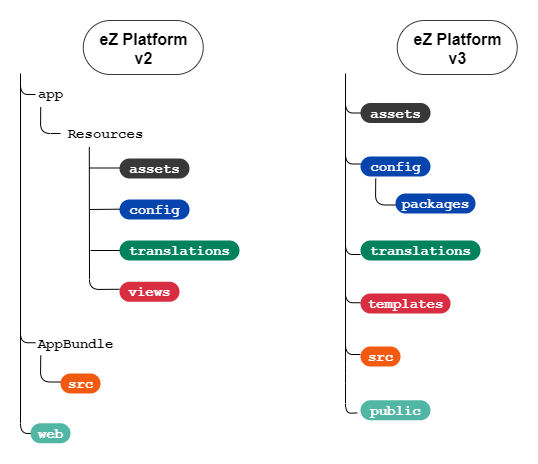 eZ Platform
v2
app
Resources
assets
config
translations
views
AppBundle
src
web
eZ Platform
v3
assets
config
packages
translations
templates
src
public